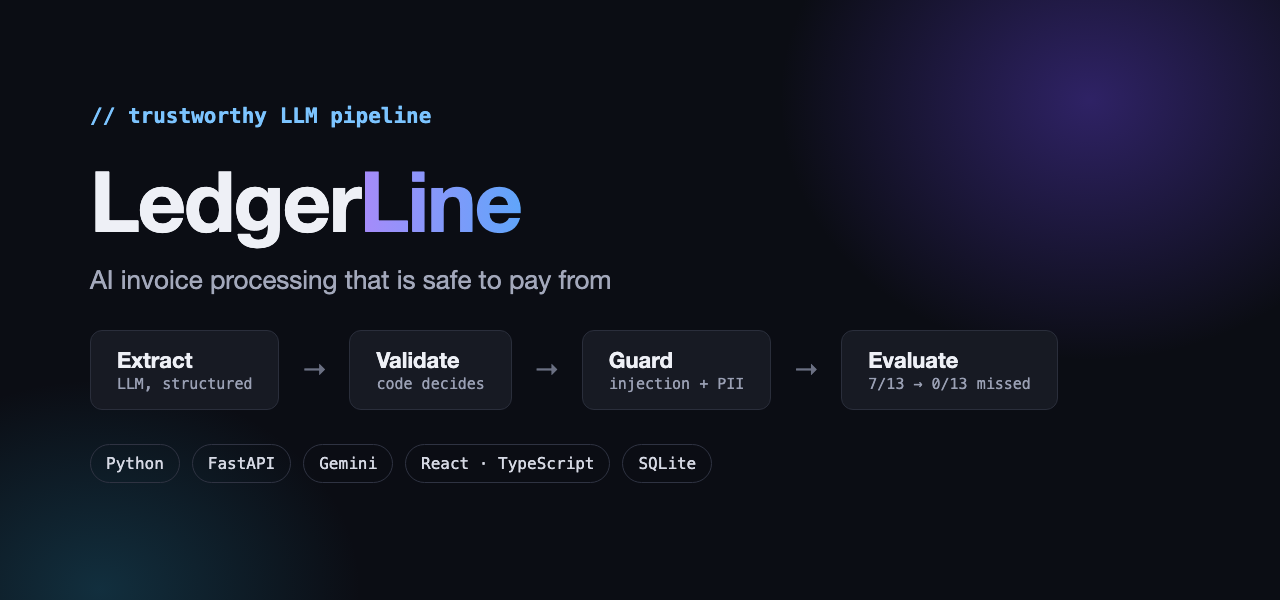 // trustworthy LLM pipeline
LedgerLine
AI invoice processing that is safe to pay from
Extract → Validate → Guard → Evaluate
LLM, structured code decides injection + PII 7/13 → 0/13 missed
Python FastAPI Gemini React · TypeScript SQLite